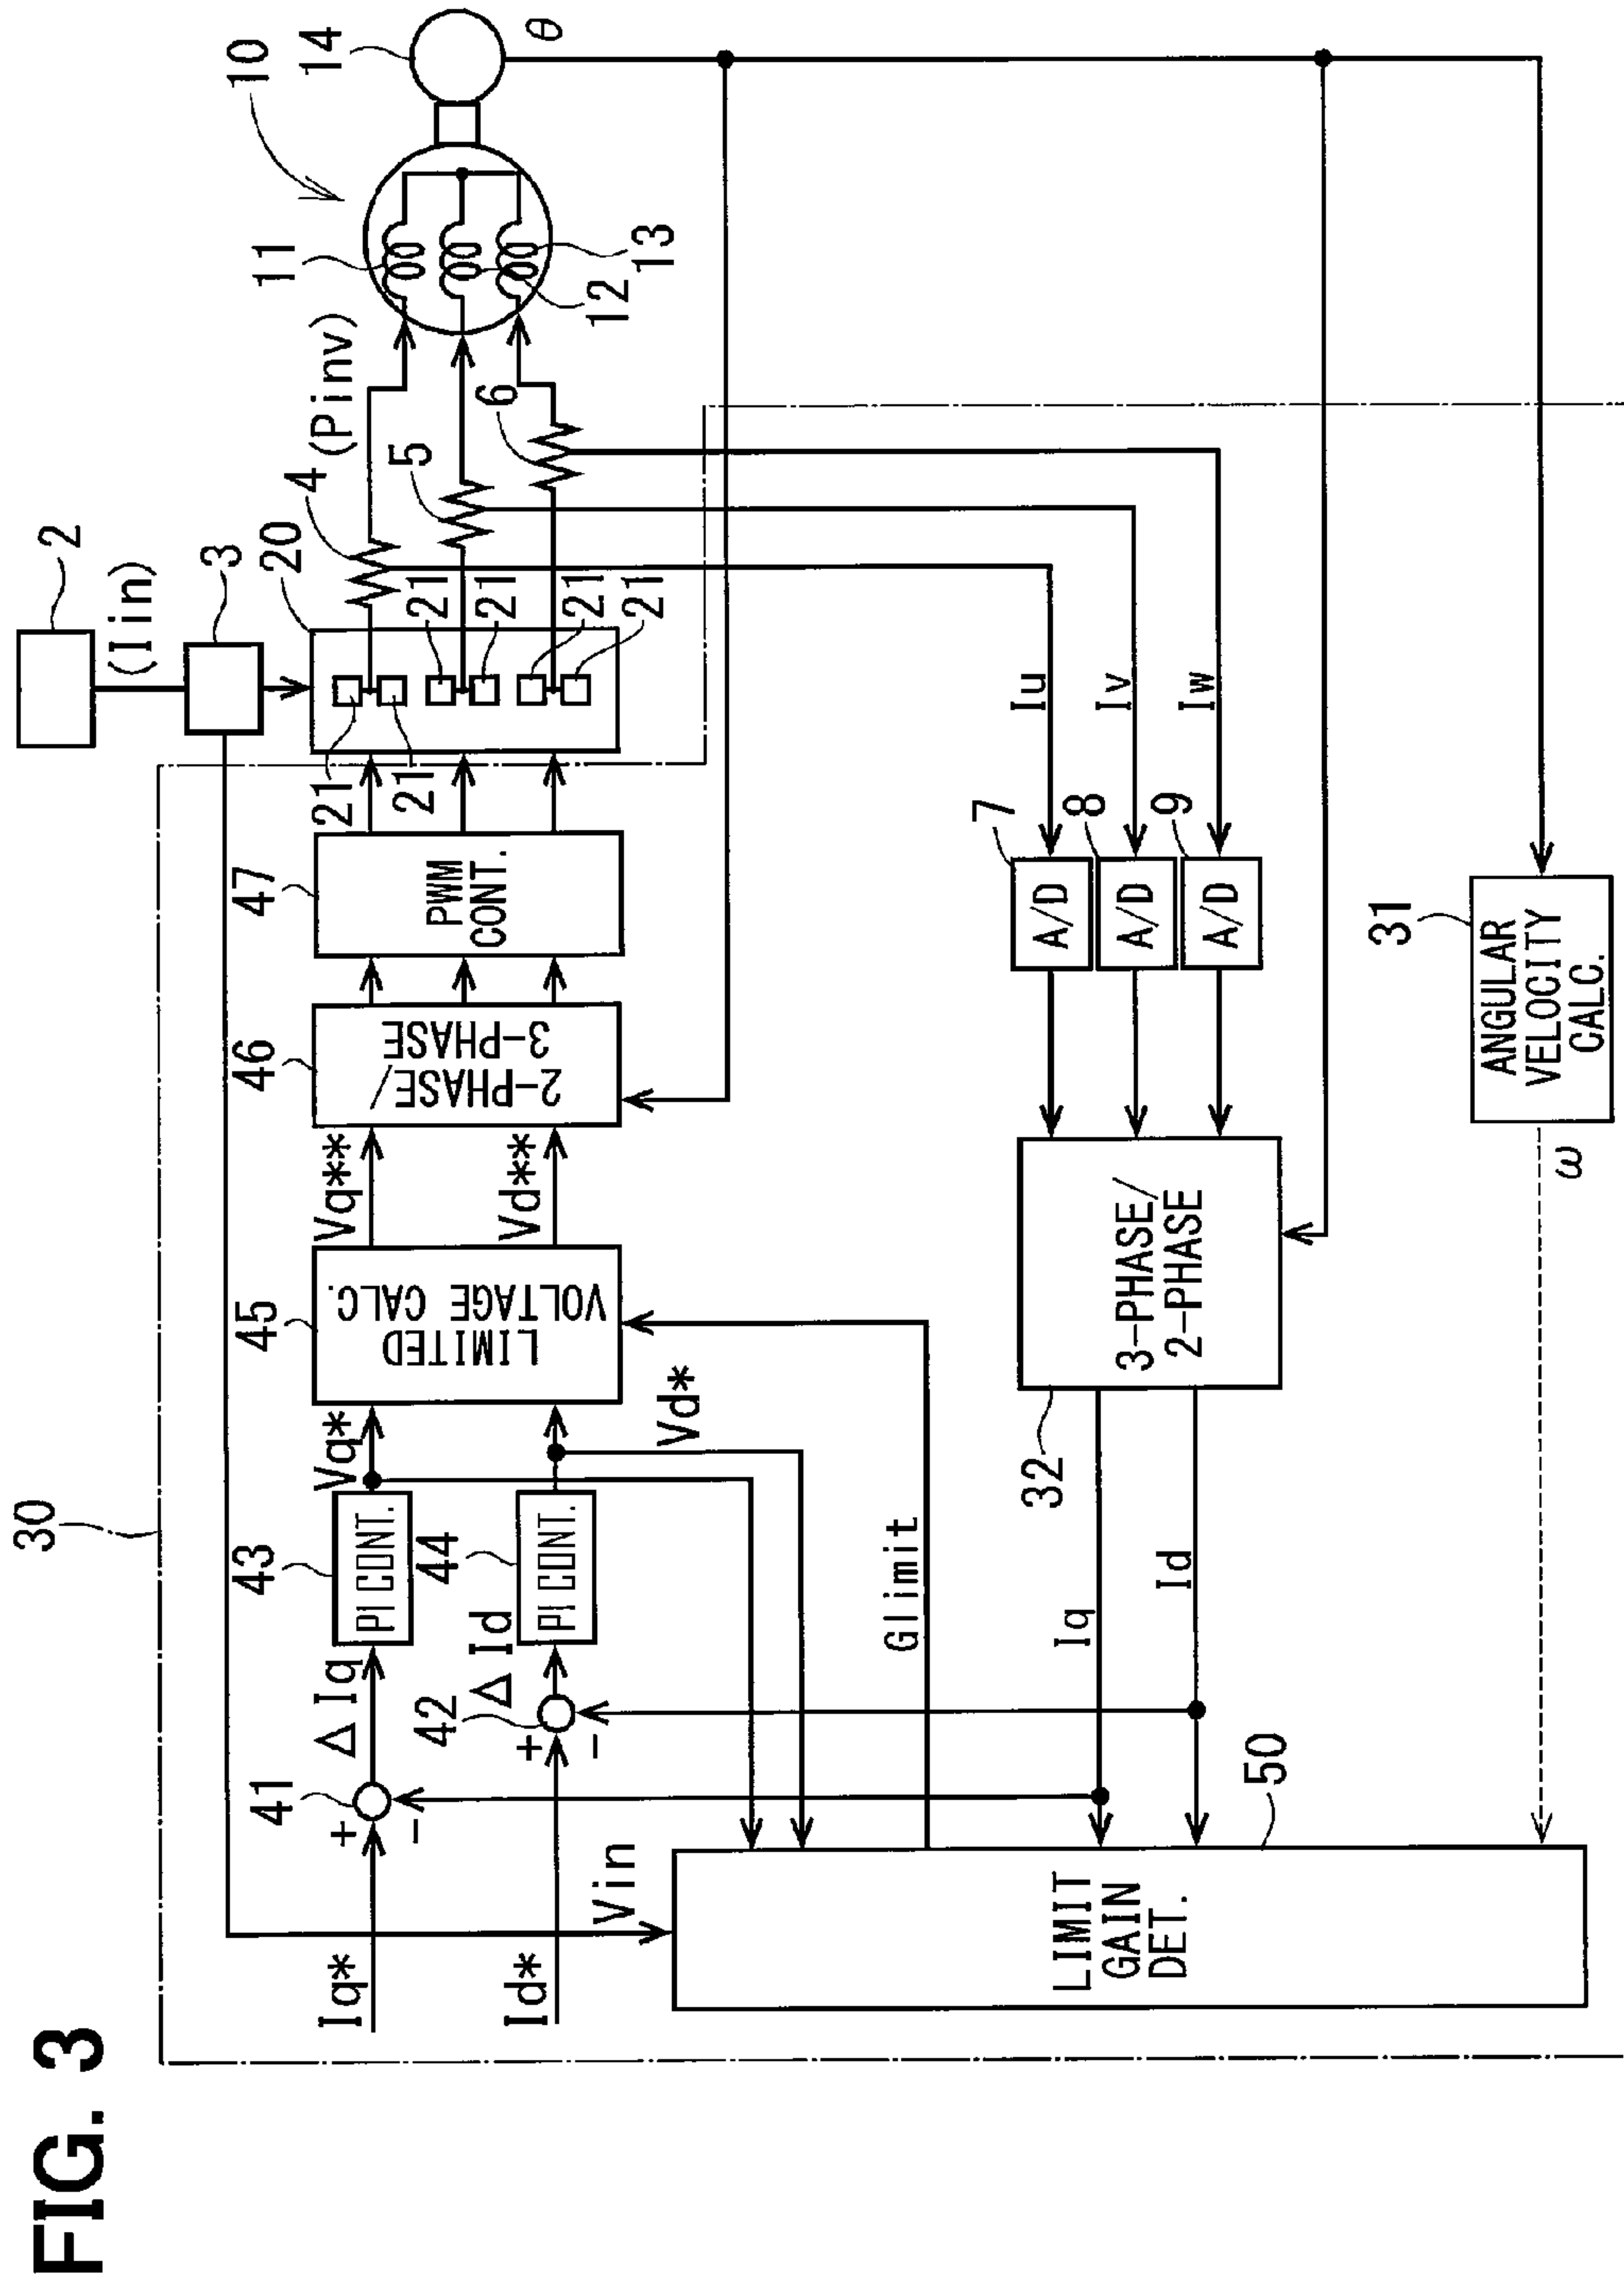 FIG. 3
30
2
(Iin)
3
20
4
(Pinv)
5
6
10
14
θ
11
12
13
21
21
21
21
21
21
Iq*
Id*
+
-
41
Δ Iq
+
-
42
Δ Id
43
PI CONT.
44
PI CONT.
Vq*
Vd*
45
LIMITED
VOLTAGE CALC.
Vq**
Vd**
46
2-PHASE/
3-PHASE
47
PWM
CONT.
Vin
Glimit
Iq
Id
32
3-PHASE/
2-PHASE
7
A/D
8
A/D
9
A/D
Iu
Iv
Iw
50
LIMIT
GAIN
DET.
ω
31
ANGULAR
VELOCITY
CALC.